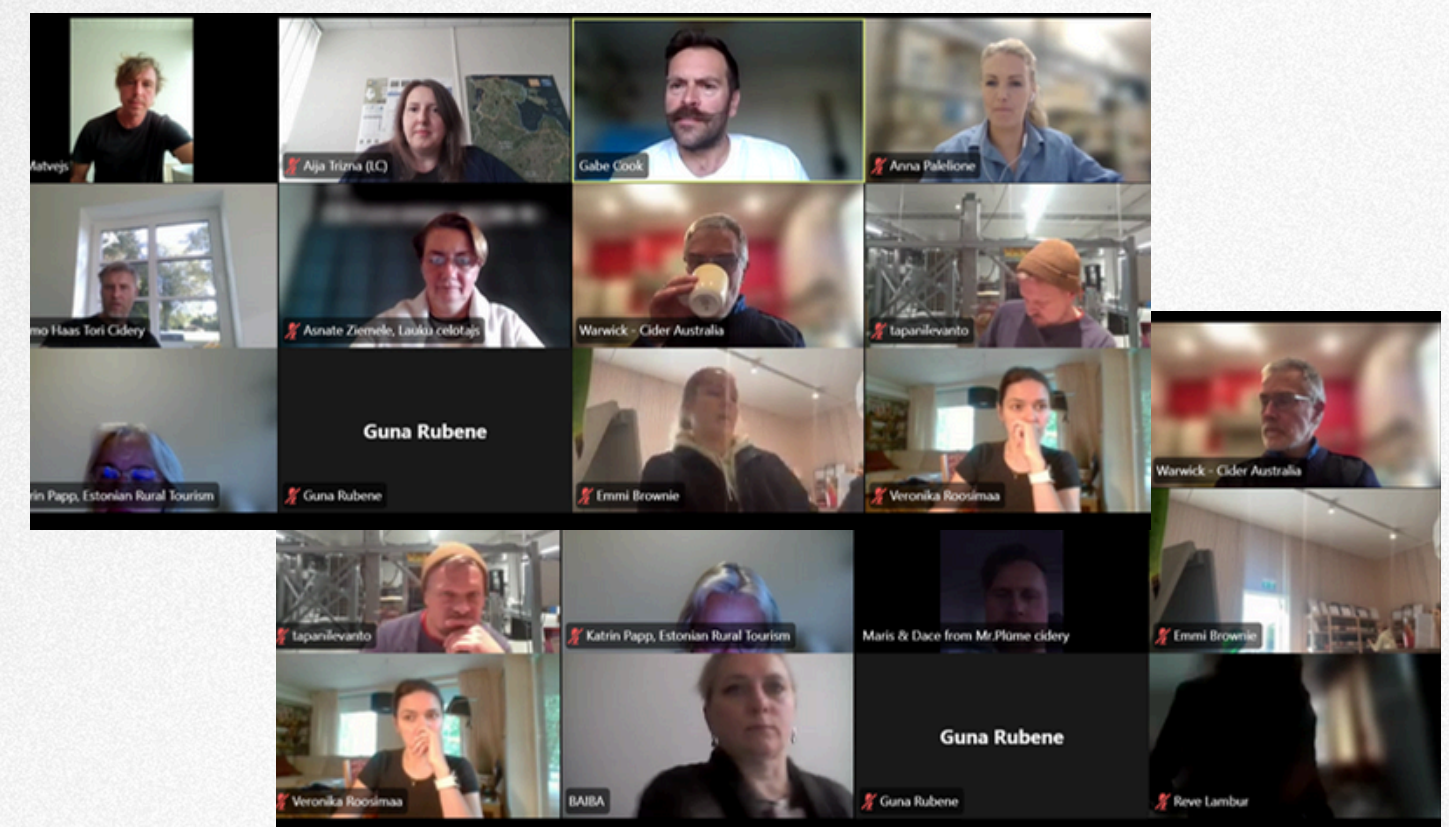 Matvejs
Aija Trizna (LC)
Gabe Cook
Anna Palelione
mo Haas Tori Cidery
Asnate Ziemele, Lauku celotajs
Warwick - Cider Australia
tapanilevanto
rin Papp, Estonian Rural Tourism
Guna Rubene
Guna Rubene
Emmi Brownie
Veronika Roosimaa
Warwick - Cider Australia
tapanilevanto
Katrin Papp, Estonian Rural Tourism
Maris & Dace from Mr.Plūme cidery
Emmi Brownie
Veronika Roosimaa
BAIBA
Guna Rubene
Guna Rubene
Reve Lambur